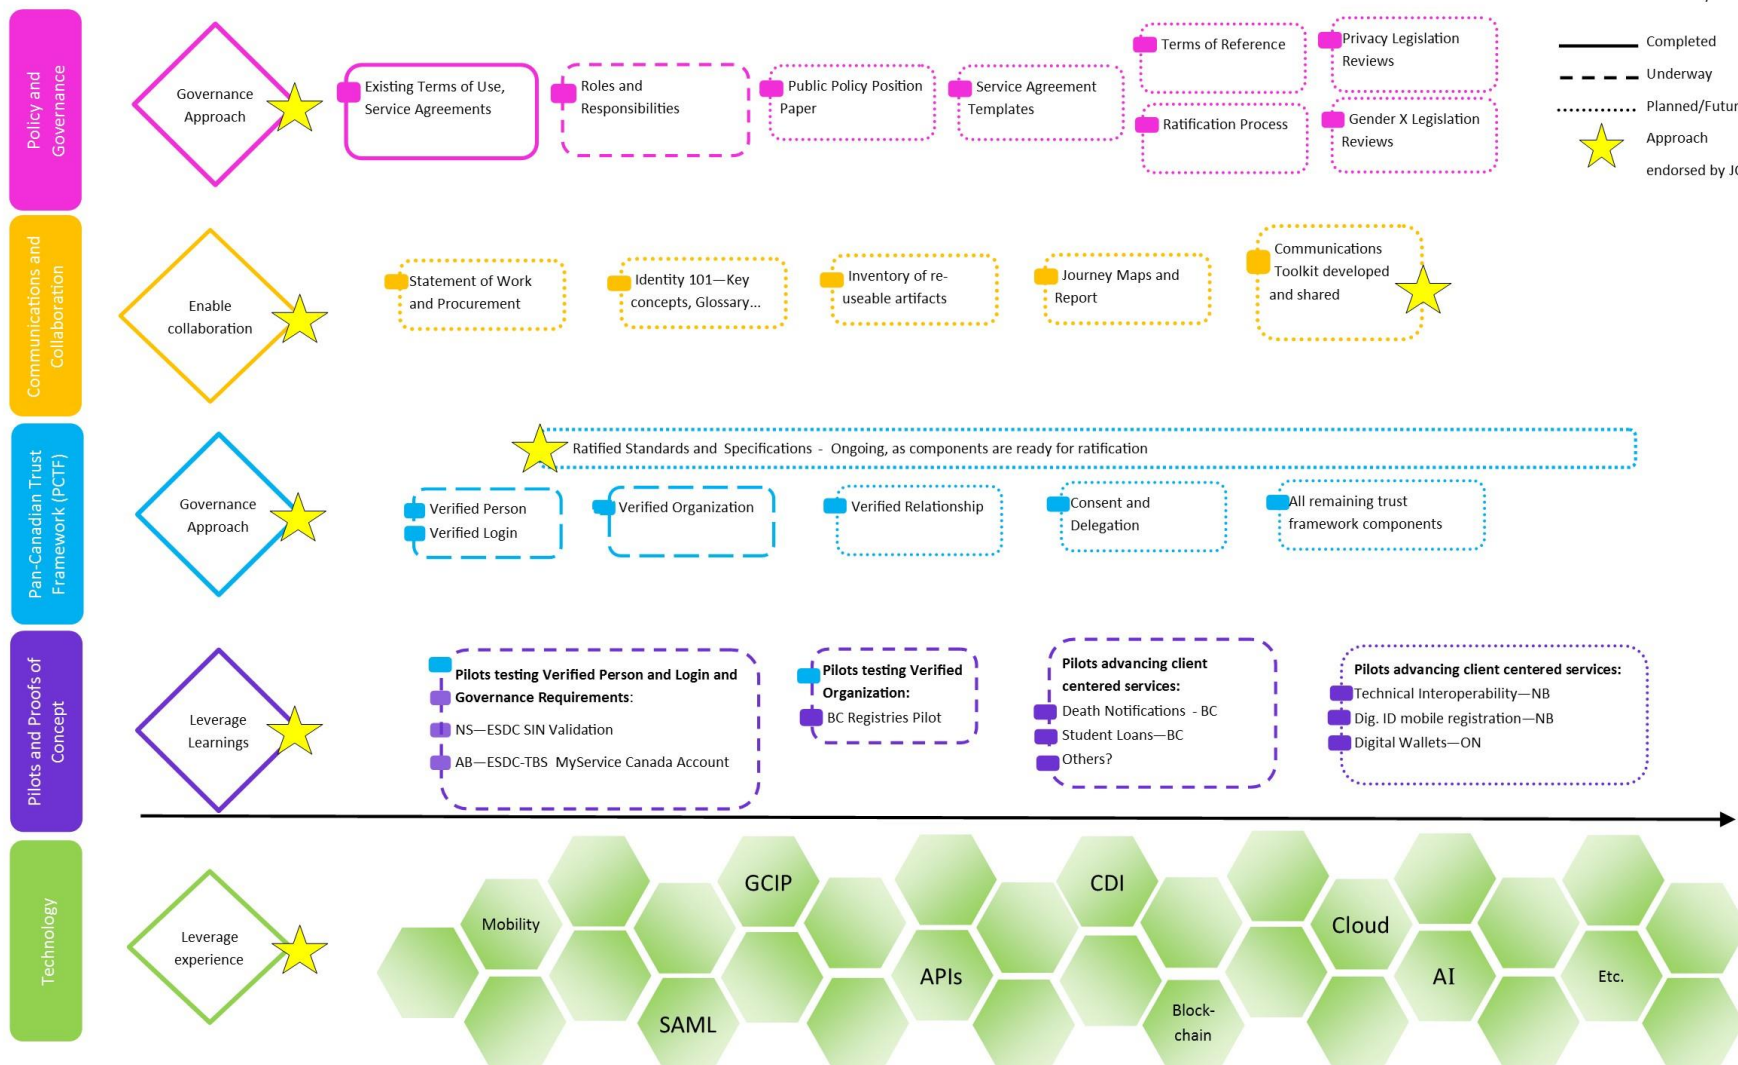 Policy and
Governance
Governance
Approach
Existing Terms of Use,
Service Agreements
Roles and
Responsibilities
Public Policy Position
Paper
Service Agreement
Templates
Terms of Reference
Ratification Process
Privacy Legislation
Reviews
Gender X Legislation
Reviews
Completed
Underway
Planned/Futur
Approach
endorsed by JC
Communications and
Collaboration
Enable
collaboration
Statement of Work
and Procurement
Identity 101—Key
concepts, Glossary...
Inventory of re-
useable artifacts
Journey Maps and
Report
Communications
Toolkit developed
and shared
Pan-Canadian Trust
Framework (PCTF)
Governance
Approach
Ratified Standards and Specifications - Ongoing, as components are ready for ratification
Verified Person
Verified Login
Verified Organization
Verified Relationship
Consent and
Delegation
All remaining trust
framework components
Pilots and Proofs of
Concept
Leverage
Learnings
Pilots testing Verified Person and Login and
Governance Requirements:
NS—ESDC SIN Validation
AB—ESDC-TBS MyService Canada Account
Pilots testing Verified
Organization:
BC Registries Pilot
Pilots advancing client
centered services:
Death Notifications - BC
Student Loans—BC
Others?
Pilots advancing client centered services:
Technical Interoperability—NB
Dig. ID mobile registration—NB
Digital Wallets—ON
Technology
Leverage
experience
Mobility
GCIP
SAML
APIs
CDI
Block-
chain
Cloud
AI
Etc.